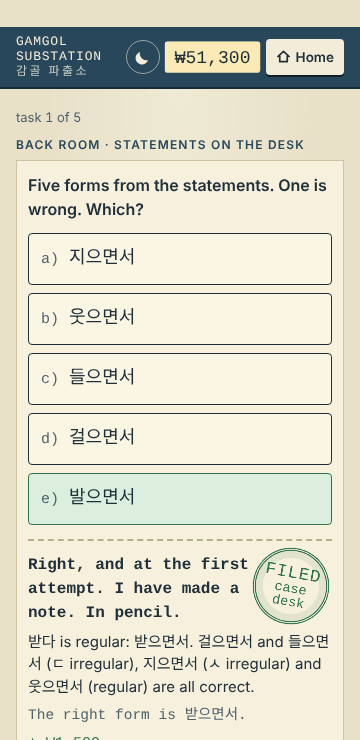 GAMGOL
SUBSTATION
감골 파출소
₩51,300
Home
task 1 of 5
BACK ROOM · STATEMENTS ON THE DESK
Five forms from the statements. One is
wrong. Which?
a) 지으면서
b) 웃으면서
c) 들으면서
d) 걸으면서
e) 발으면서
Right, and at the first
attempt. I have made a
note. In pencil.
FILED
case
desk
받다 is regular: 받으면서. 걸으면서 and 들으면
서 (ㄷ irregular), 지으면서 (ㅅ irregular) and
웃으면서 (regular) are all correct.
The right form is 받으면서.